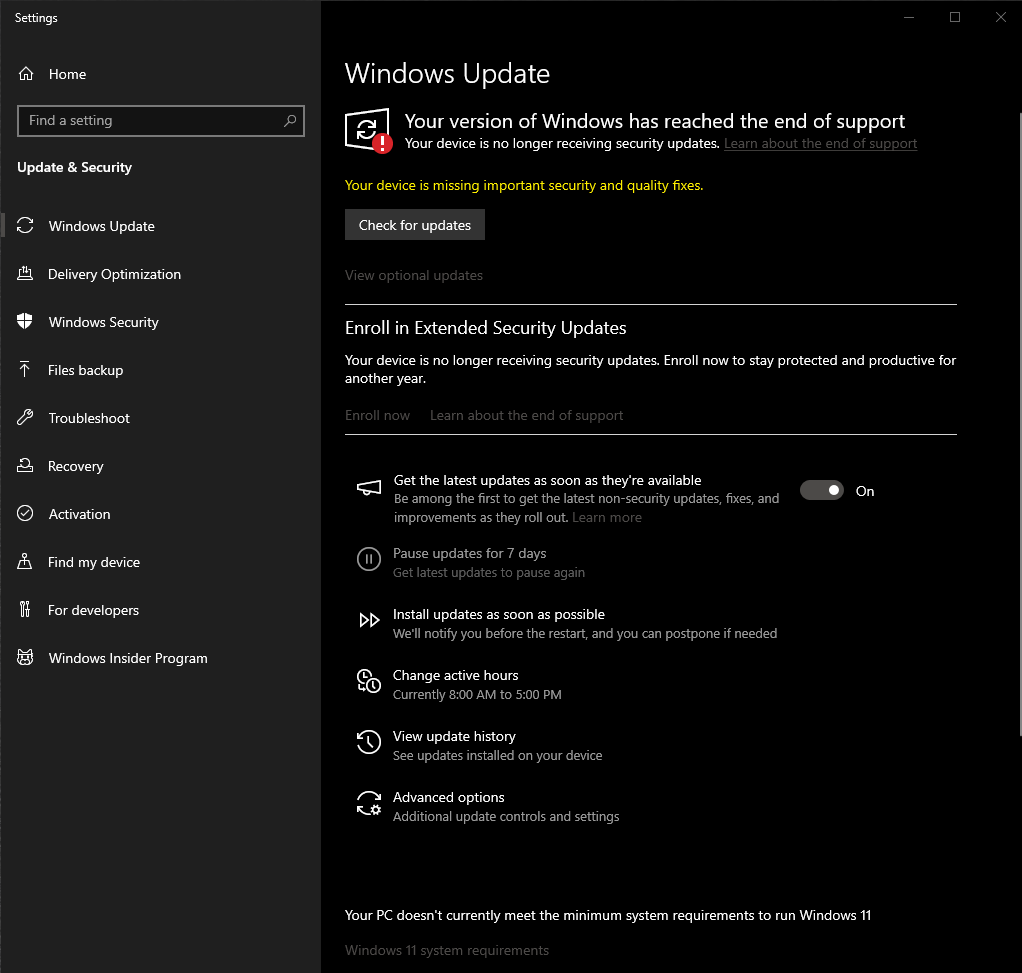 Settings
Home
Find a setting
Update & Security
Windows Update
Delivery Optimization
Windows Security
Files backup
Troubleshoot
Recovery
Activation
Find my device
For developers
Windows Insider Program
Windows Update
Your version of Windows has reached the end of support
Your device is no longer receiving security updates. Learn about the end of support
Your device is missing important security and quality fixes.
Check for updates
View optional updates
Enroll in Extended Security Updates
Your device is no longer receiving security updates. Enroll now to stay protected and productive for
another year.
Enroll now Learn about the end of support
Get the latest updates as soon as they're available
Be among the first to get the latest non-security updates, fixes, and
improvements as they roll out. Learn more
On
Pause updates for 7 days
Get latest updates to pause again
Install updates as soon as possible
We'll notify you before the restart, and you can postpone if needed
Change active hours
Currently 8:00 AM to 5:00 PM
View update history
See updates installed on your device
Advanced options
Additional update controls and settings
Your PC doesn't currently meet the minimum system requirements to run Windows 11
Windows 11 system requirements